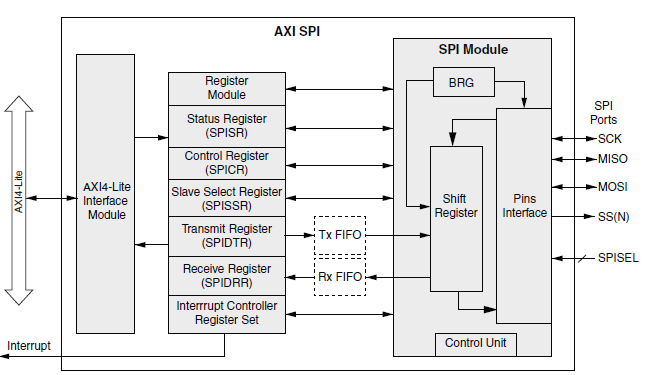 AXI SPI
SPI Module
Register
Module
BRG
Status Register
(SPISR)
Control Register
(SPICR)
Slave Select Register
(SPISSR)
Transmit Register
(SPIDTR)
Receive Register
(SPIDRR)
Interrrupt Controller
Register Set
AXI4-Lite
AXI4-Lite
Interface
Module
Tx FIFO
Rx FIFO
Shift
Register
Pins
Interface
Control Unit
SPI
Ports
SCK
MISO
MOSI
SS(N)
SPISEL
Interrupt